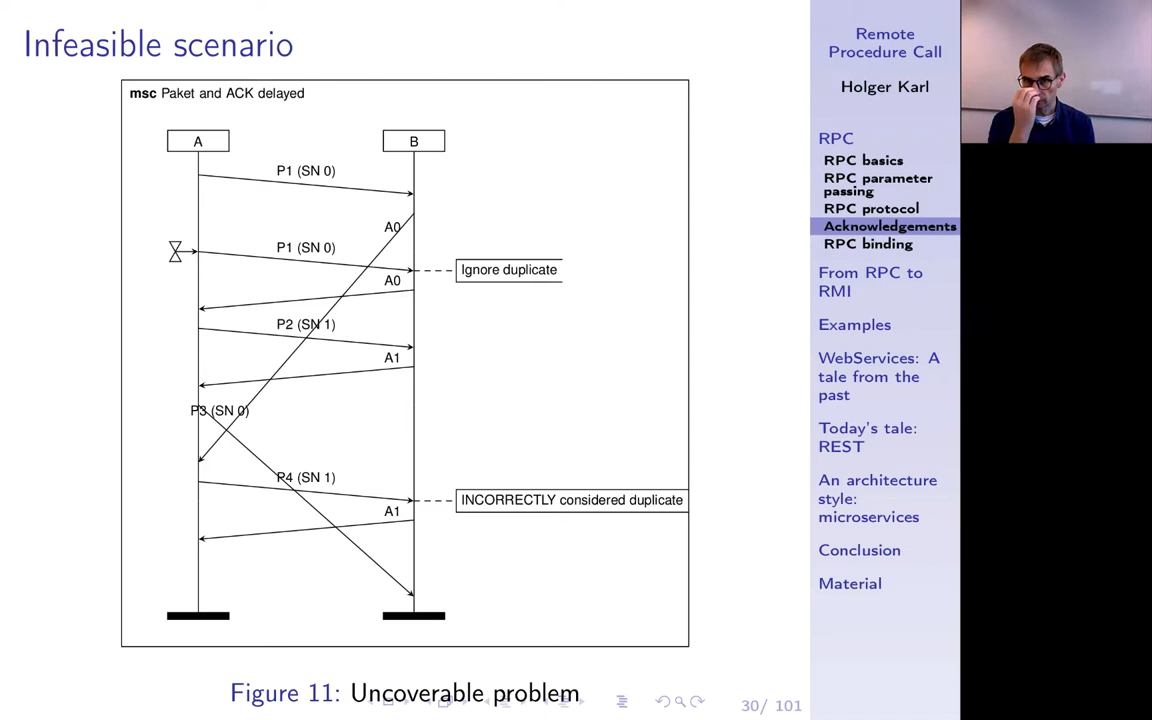 Infeasible scenario
msc Paket and ACK delayed
A
B
P1 (SN 0)
A0
P1 (SN 0)
Ignore duplicate
A0
P2 (SN 1)
A1
P3 (SN 0)
P4 (SN 1)
INCORRECTLY considered duplicate
A1
Figure 11: Uncoverable problem
30/ 101
Remote
Procedure Call
Holger Karl
RPC
RPC basics
RPC parameter
passing
RPC protocol
Acknowledgements
RPC binding
From RPC to
RMI
Examples
WebServices: A
tale from the
past
Today's tale:
REST
An architecture
style:
microservices
Conclusion
Material